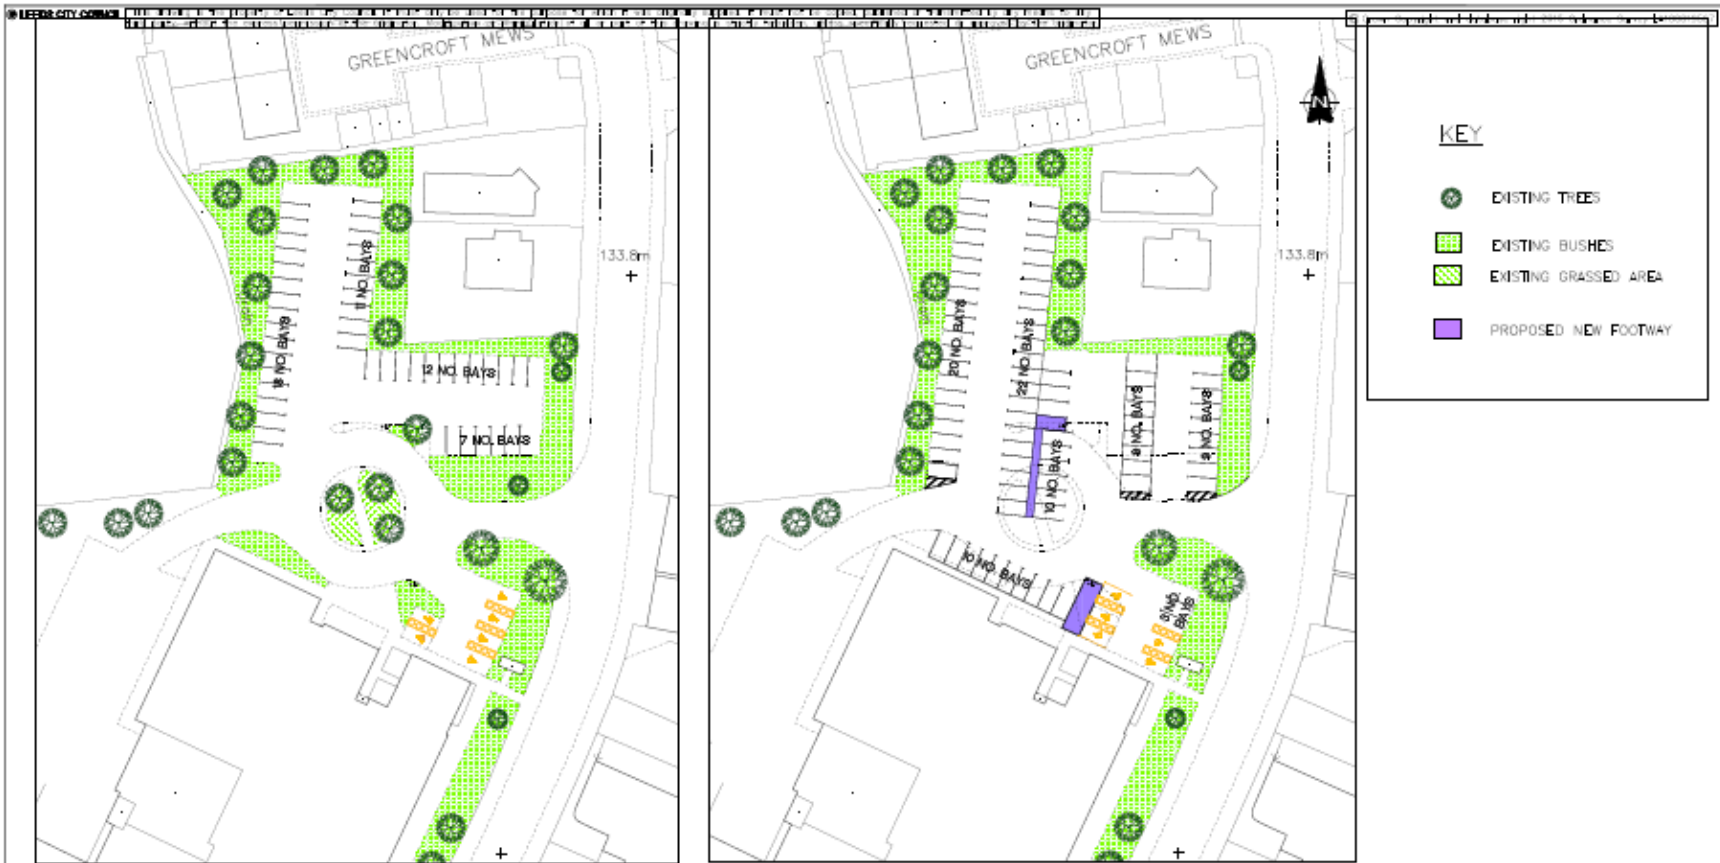 © LEEDS CITY COUNCIL
GREENCROFT MEWS
133.8m
11 NO. BAYS
18 NO. BAYS
12 NO. BAYS
7 NO. BAYS
GREENCROFT MEWS
N
133.8m
20 NO. BAYS
22 NO. BAYS
9 NO. BAYS
9 NO. BAYS
10 NO. BAYS
10 NO. BAYS
3 NO.
BAYS
KEY
EXISTING TREES
EXISTING BUSHES
EXISTING GRASSED AREA
PROPOSED NEW FOOTWAY